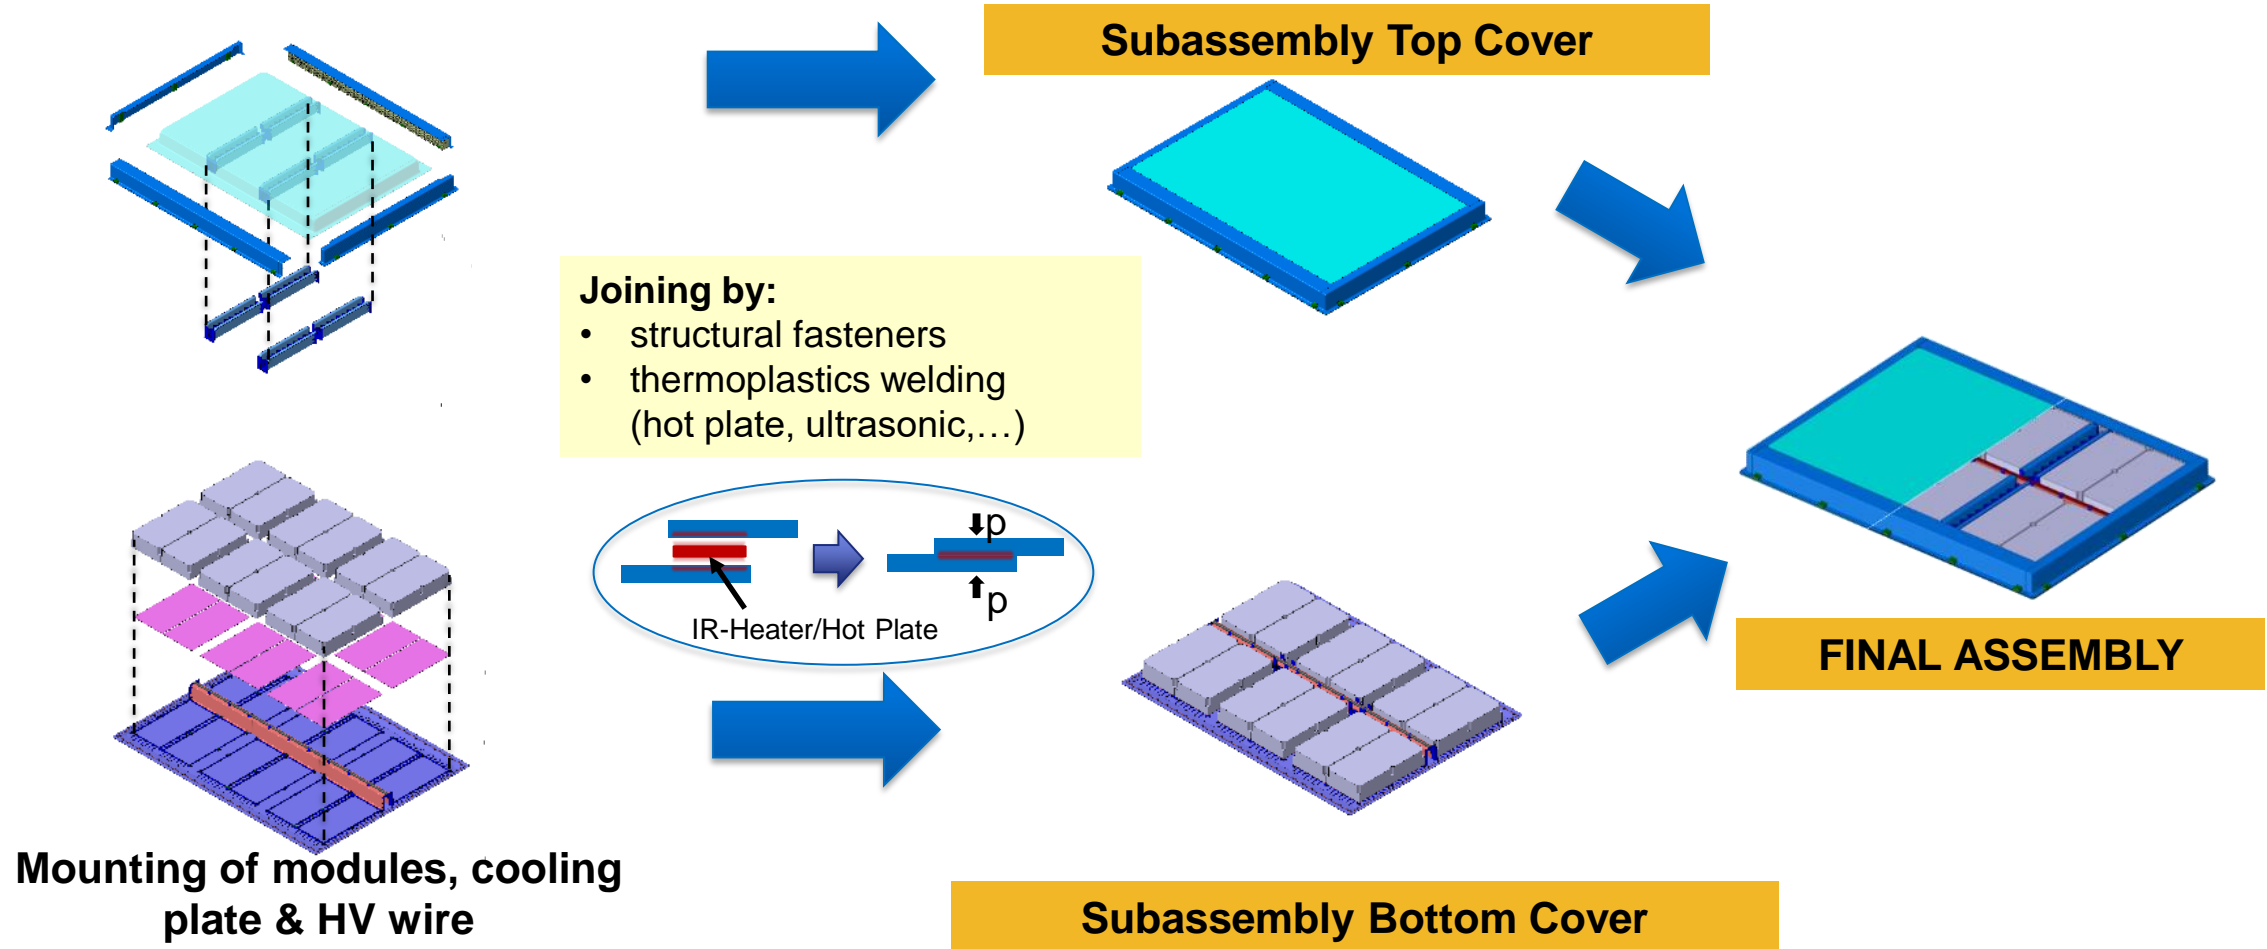 Subassembly Top Cover
Joining by:
• structural fasteners
• thermoplastics welding
(hot plate, ultrasonic,…)
p
p
IR-Heater/Hot Plate
FINAL ASSEMBLY
Mounting of modules, cooling
plate & HV wire
Subassembly Bottom Cover